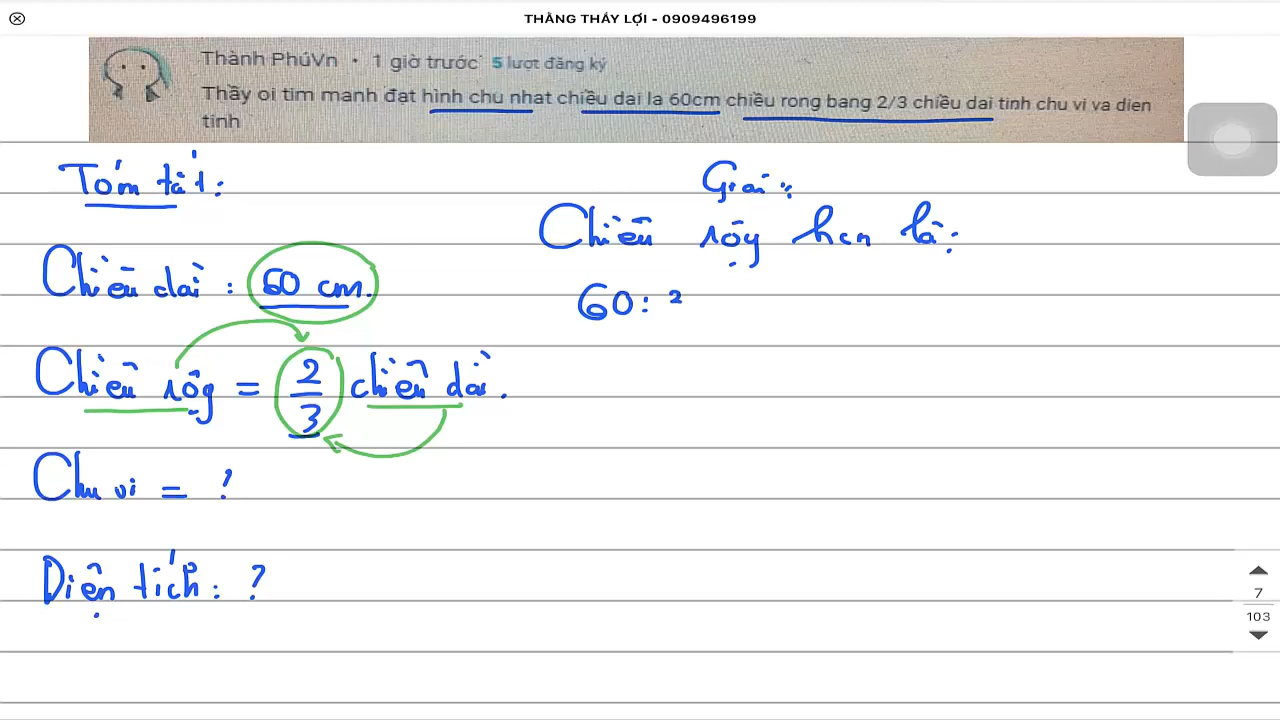 THẰNG THẦY LỢI - 0909496199
Thành PhúVn • 1 giờ trước 5 lượt đăng ký
Thầy oi tim manh đạt hình chu nhat chiều dai la 60cm chiều rong bang 2/3 chiều dai tinh chu vi va dien
tinh
Tóm tắt:
Giải:
Chiều rộng hcn là:
Chiều dài: 60 cm.
60: 2
Chiều rộg = 2/3 chiều dài.
Chu vi = ?
Diện tích: ?
7
103